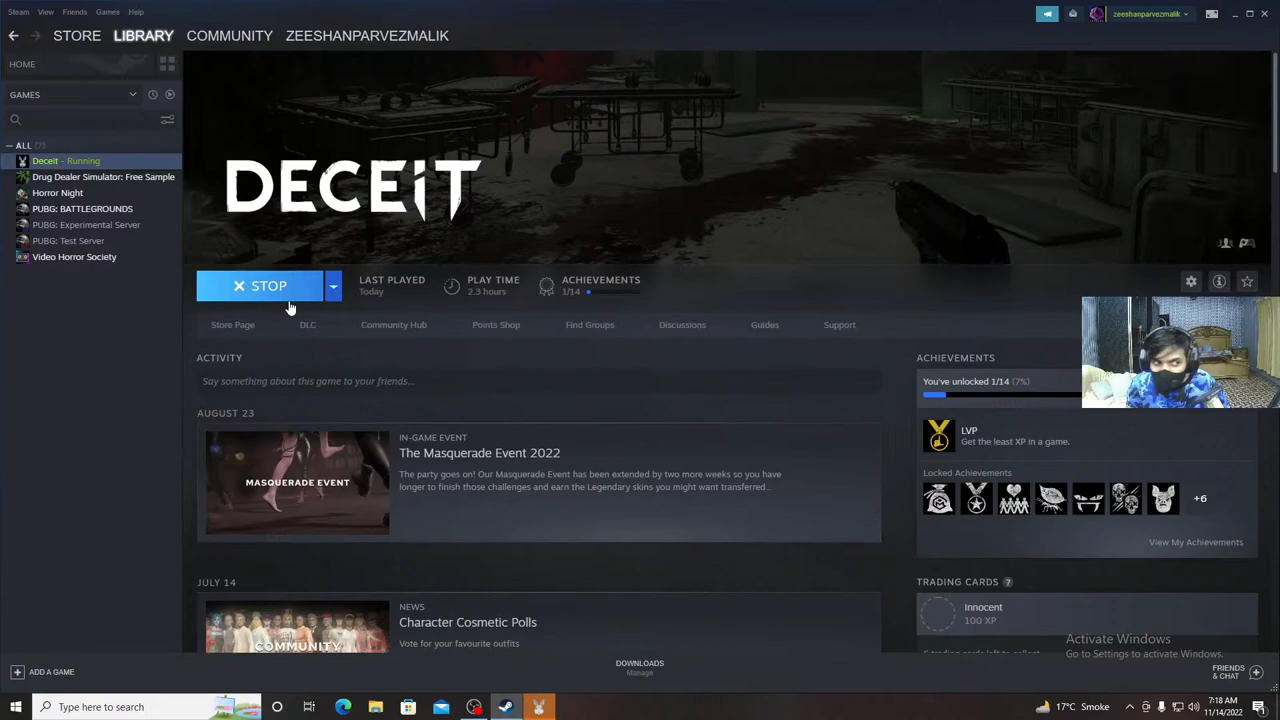 Steam View Friends Games Help
zeeshanparvezmalik
STORE LIBRARY COMMUNITY ZEESHANPARVEZMALIK
HOME
GAMES
ALL (7)
Deceit - Running
Drug Dealer Simulator: Free Sample
Horror Night
PUBG: BATTLEGROUNDS
PUBG: Experimental Server
PUBG: Test Server
Video Horror Society
DECEiT
STOP
LAST PLAYED
Today
PLAY TIME
2.3 hours
ACHIEVEMENTS
1/14
Store Page DLC Community Hub Points Shop Find Groups Discussions Guides Support
ACTIVITY
Say something about this game to your friends...
AUGUST 23
MASQUERADE EVENT
IN-GAME EVENT
The Masquerade Event 2022
The party goes on! Our Masquerade Event has been extended by two more weeks so you have
longer to finish those challenges and earn the Legendary skins you might want transferred...
JULY 14
COMMUNITY
NEWS
Character Cosmetic Polls
Vote for your favourite outfits
ACHIEVEMENTS
You've unlocked 1/14 (7%)
LVP
Get the least XP in a game.
Locked Achievements
+6
View My Achievements
TRADING CARDS ?
Innocent
100 XP
Activate Windows
Go to Settings to activate Windows.
ADD A GAME
DOWNLOADS
Manage
FRIENDS
& CHAT
Type here to search
17°C Smoke
7:18 AM
11/14/2022